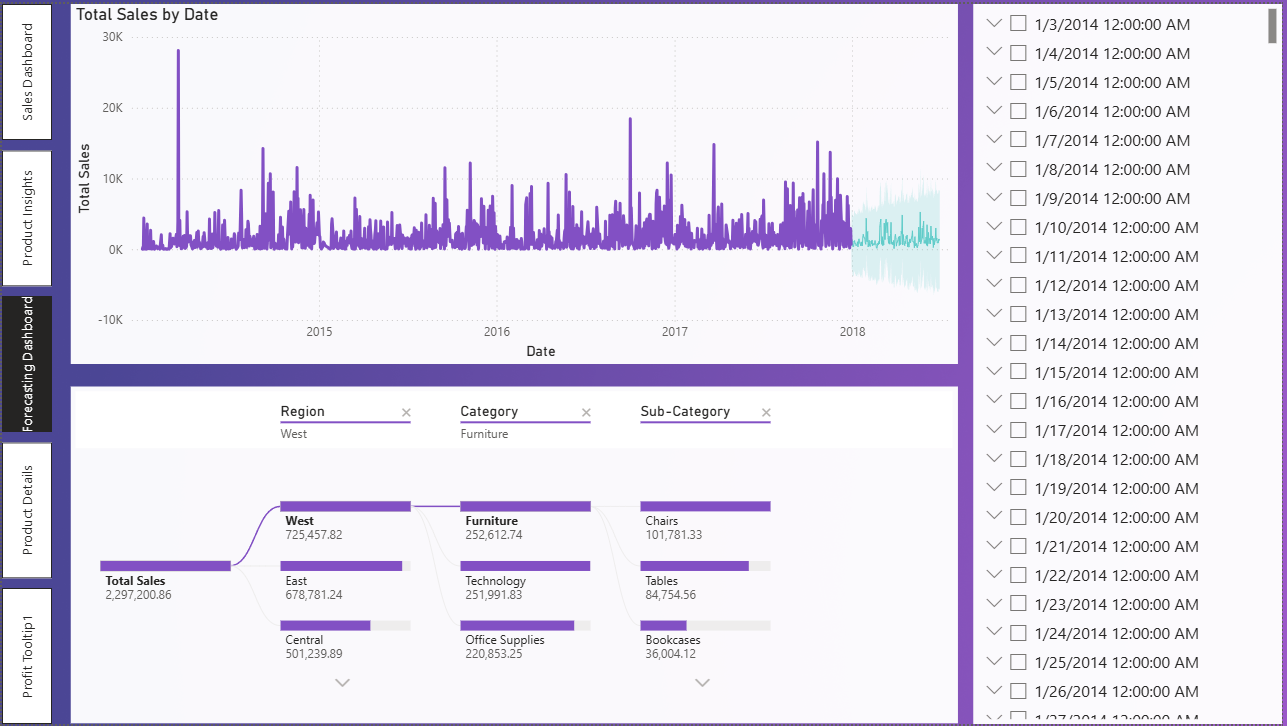 Sales Dashboard
Product Insights
Forecasting Dashboard
Product Details
Profit Tooltip1
Total Sales by Date
Total Sales
30K
20K
10K
0K
-10K
2015
2016
2017
2018
Date
Region
Category
Sub-Category
West
Furniture
Total Sales
2,297,200.86
West
725,457.82
East
678,781.24
Central
501,239.89
Furniture
252,612.74
Technology
251,991.83
Office Supplies
220,853.25
Chairs
101,781.33
Tables
84,754.56
Bookcases
36,004.12
1/3/2014 12:00:00 AM
1/4/2014 12:00:00 AM
1/5/2014 12:00:00 AM
1/6/2014 12:00:00 AM
1/7/2014 12:00:00 AM
1/8/2014 12:00:00 AM
1/9/2014 12:00:00 AM
1/10/2014 12:00:00 AM
1/11/2014 12:00:00 AM
1/12/2014 12:00:00 AM
1/13/2014 12:00:00 AM
1/14/2014 12:00:00 AM
1/15/2014 12:00:00 AM
1/16/2014 12:00:00 AM
1/17/2014 12:00:00 AM
1/18/2014 12:00:00 AM
1/19/2014 12:00:00 AM
1/20/2014 12:00:00 AM
1/21/2014 12:00:00 AM
1/22/2014 12:00:00 AM
1/23/2014 12:00:00 AM
1/24/2014 12:00:00 AM
1/25/2014 12:00:00 AM
1/26/2014 12:00:00 AM